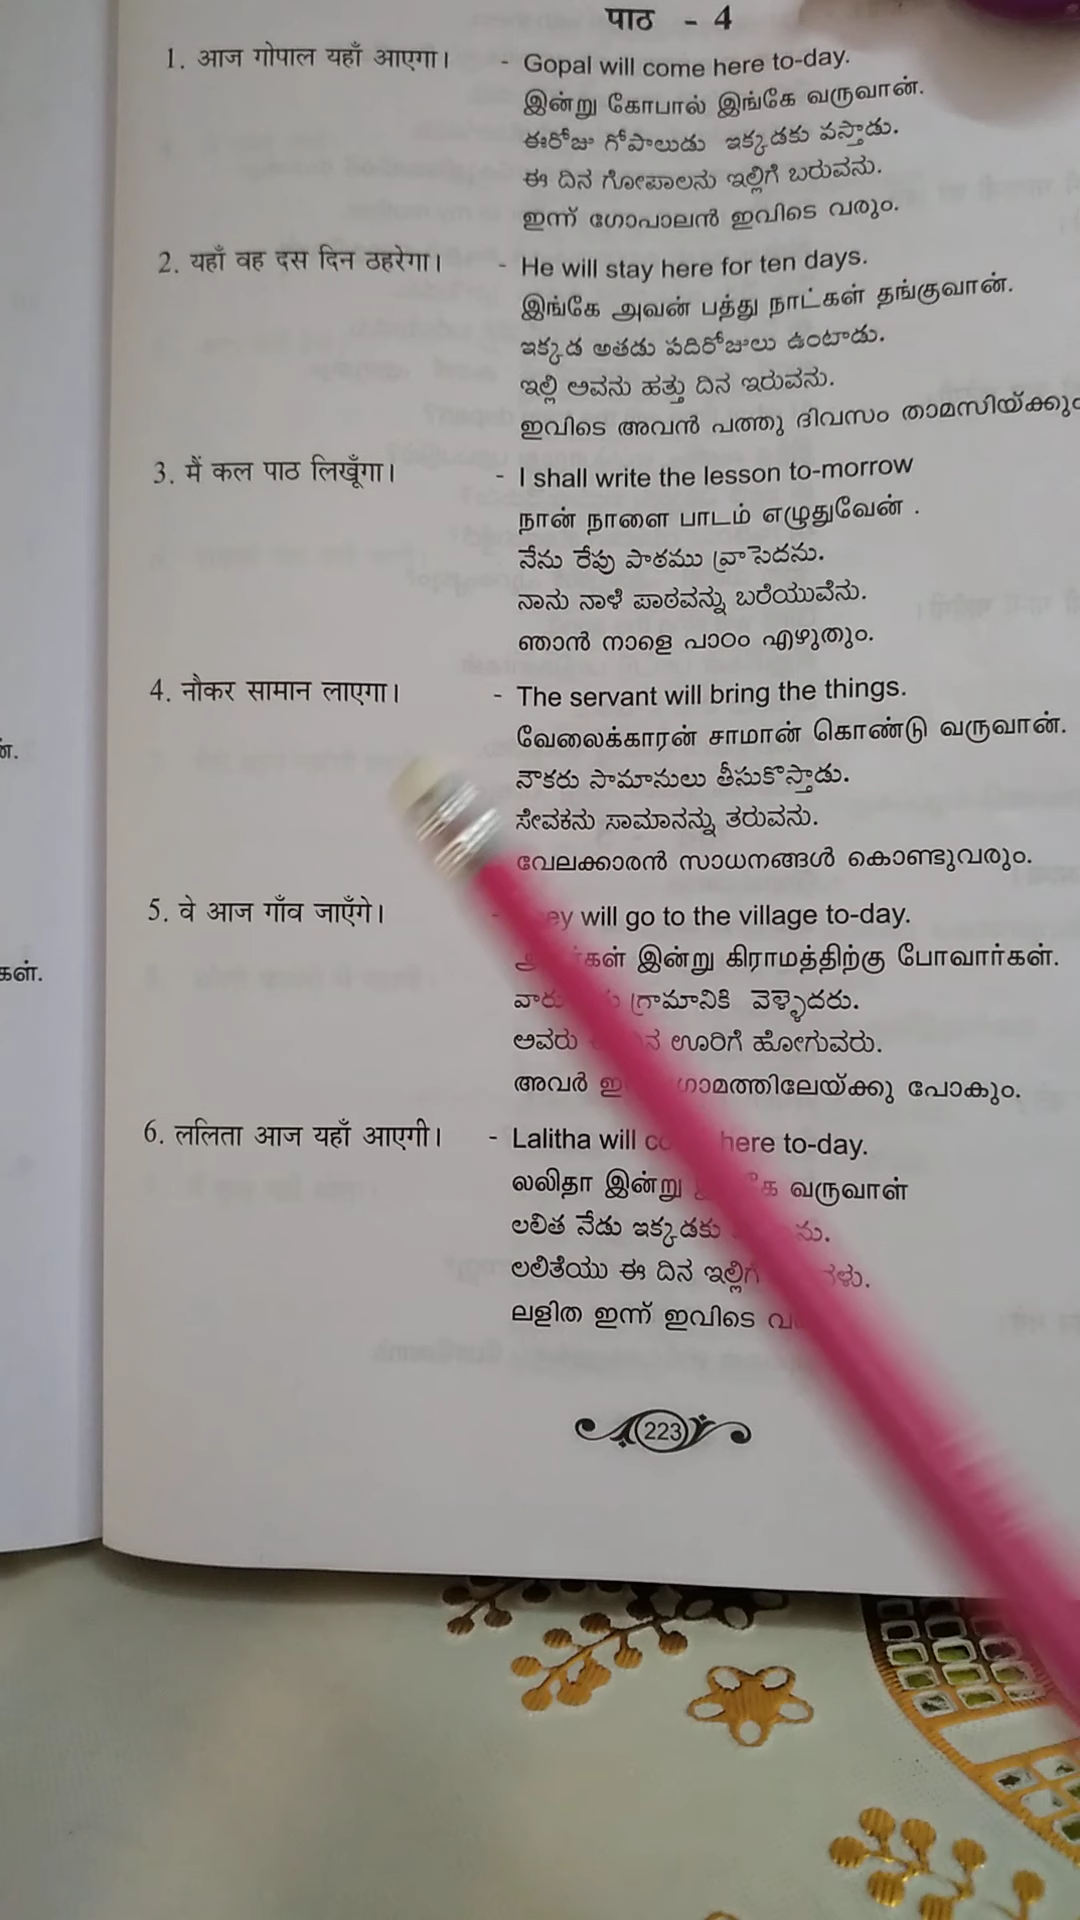 पाठ - 4
1. आज गोपाल यहाँ आएगा। - Gopal will come here to-day.
இன்று கோபால் இங்கே வருவான்.
ఈరోజు గోపాలుడు ఇక్కడకు వస్తాడు.
ಈ ದಿನ ಗೋಪಾಲನು ಇಲ್ಲಿಗೆ ಬರುವನು.
ഇന്ന് ഗോപാലൻ ഇവിടെ വരും.
2. यहाँ वह दस दिन ठहरेगा। - He will stay here for ten days.
இங்கே அவன் பத்து நாட்கள் தங்குவான்.
ఇక్కడ అతడు పదిరోజులు ఉంటాడు.
ಇಲ್ಲಿ ಅವನು ಹತ್ತು ದಿನ ಇರುವನು.
ഇവിടെ അവൻ പത്തു ദിവസം താമസിയ്ക്കും
3. मैं कल पाठ लिखूँगा। - I shall write the lesson to-morrow
நான் நாளை பாடம் எழுதுவேன் .
నేను రేపు పాఠము వ్రాసెదను.
ನಾನು ನಾಳೆ ಪಾಠವನ್ನು ಬರೆಯುವೆನು.
ഞാൻ നാളെ പാഠം എഴുതും.
4. नौकर सामान लाएगा। - The servant will bring the things.
வேலைக்காரன் சாமான் கொண்டு வருவான்.
నౌకరు సామానులు తీసుకొస్తాడు.
ಸೇವಕನು ಸಾಮಾನನ್ನು ತರುವನು.
വേലക്കാരൻ സാധനങ്ങൾ കൊണ്ടുവരും.
5. वे आज गाँव जाएँगे। - will go to the village to-day.
இன்று கிராமத்திற்கு போவார்கள்.
గ్రామానికి వెళ్ళెదరు.
ಅವರು ಊರಿಗೆ ಹೋಗುವರು.
അവർ പോകും.
6. ललिता आज यहाँ आएगी। - Lalitha will here to-day.
லலிதா இன்று வருவாள்
లలిత నేడు ఇక్కడకు
ಲಲಿತೆಯು ಈ ದಿನ
ലളിത ഇന്ന് ഇവിടെ
223